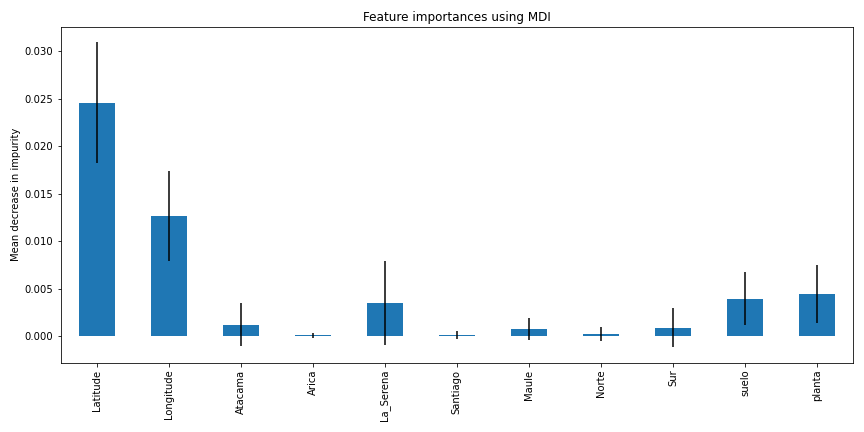 Feature importances using MDI
Mean decrease in impurity
0.030
0.025
0.020
0.015
0.010
0.005
0.000
Latitude
Longitude
Atacama
Arica
La_Serena
Santiago
Maule
Norte
Sur
suelo
planta